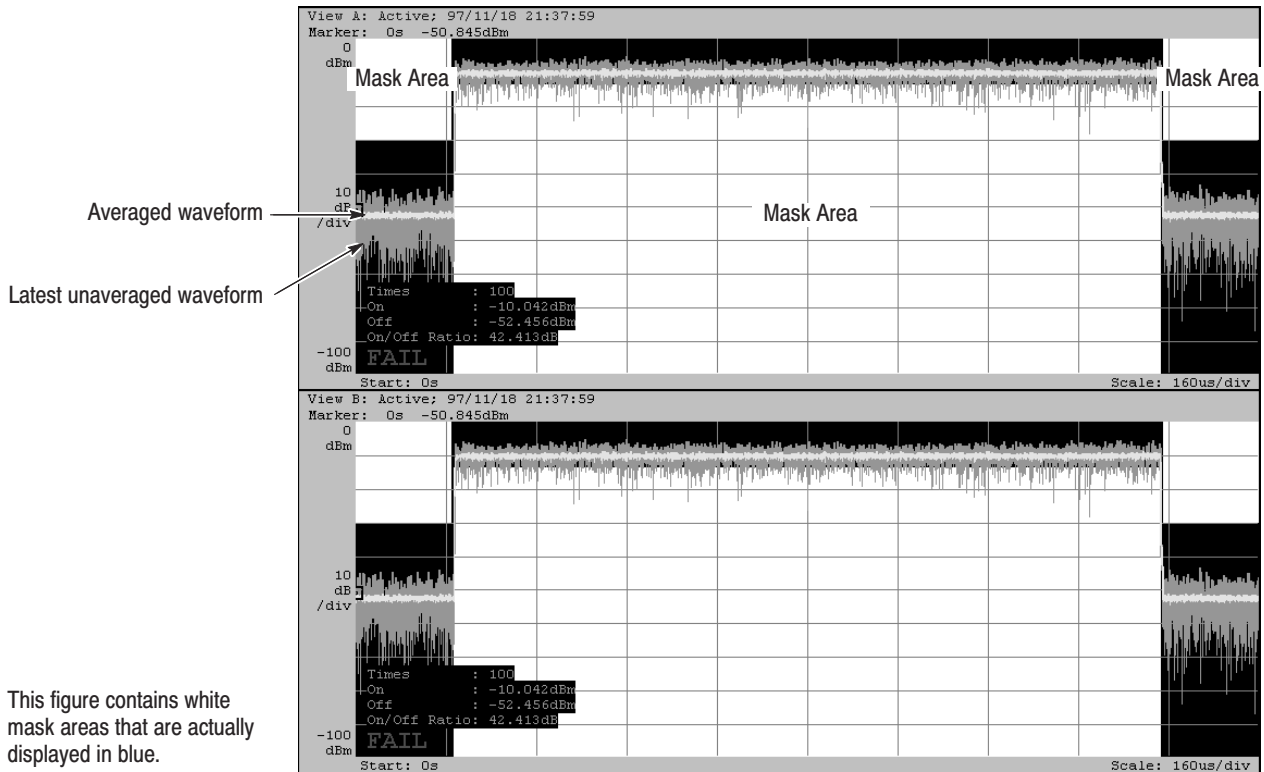 View A: Active; 97/11/18 21:37:59
Marker: 0s -50.845dBm
0
dBm
Mask Area
Mask Area
10
dB
/div
Averaged waveform
Mask Area
Latest unaveraged waveform
Times : 100
On : -10.042dBm
Off : -52.456dBm
On/Off Ratio: 42.413dB
-100
dBm
FAIL
Start: 0s
Scale: 160us/div
View B: Active; 97/11/18 21:37:59
Marker: 0s -50.845dBm
0
dBm
10
dB
/div
Times : 100
On : -10.042dBm
Off : -52.456dBm
On/Off Ratio: 42.413dB
-100
dBm
FAIL
Start: 0s
Scale: 160us/div
This figure contains white
mask areas that are actually
displayed in blue.